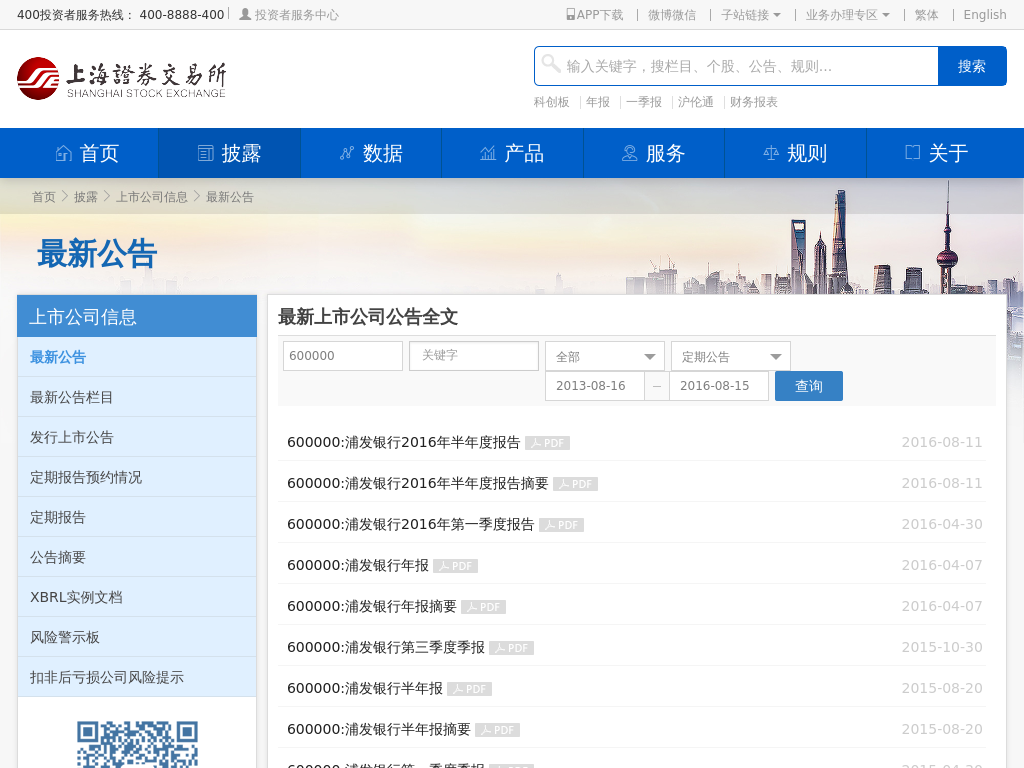 400投资者服务热线： 400-8888-400 投资者服务中心 APP下载 微博微信 子站链接 业务办理专区 繁体 English
上海證券交易所
SHANGHAI STOCK EXCHANGE
输入关键字，搜栏目、个股、公告、规则... 搜索
科创板 年报 一季报 沪伦通 财务报表
首页 披露 数据 产品 服务 规则 关于
首页 披露 上市公司信息 最新公告
最新公告
上市公司信息
最新公告
最新公告栏目
发行上市公告
定期报告预约情况
定期报告
公告摘要
XBRL实例文档
风险警示板
扣非后亏损公司风险提示
最新上市公司公告全文
600000 关键字 全部 定期公告
2013-08-16 – 2016-08-15 查询
600000:浦发银行2016年半年度报告 PDF 2016-08-11
600000:浦发银行2016年半年度报告摘要 PDF 2016-08-11
600000:浦发银行2016年第一季度报告 PDF 2016-04-30
600000:浦发银行年报 PDF 2016-04-07
600000:浦发银行年报摘要 PDF 2016-04-07
600000:浦发银行第三季度季报 PDF 2015-10-30
600000:浦发银行半年报 PDF 2015-08-20
600000:浦发银行半年报摘要 PDF 2015-08-20